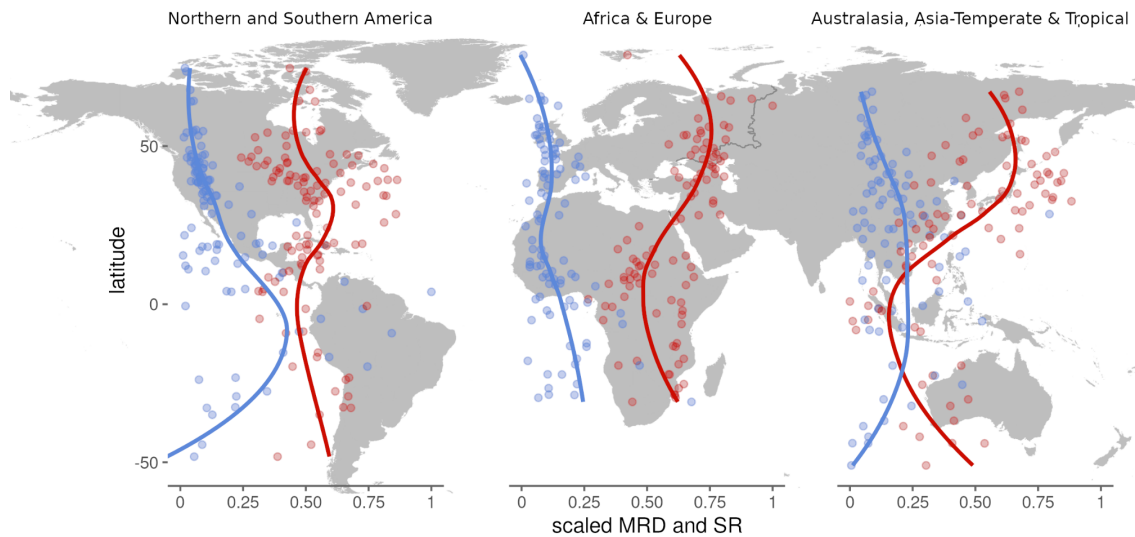 Northern and Southern America
Africa & Europe
Australasia, Asia-Temperate & Tropical
latitude
50
0
-50
0 0.25 0.50 0.75 1
0 0.25 0.50 0.75 1
0 0.25 0.50 0.75 1
scaled MRD and SR